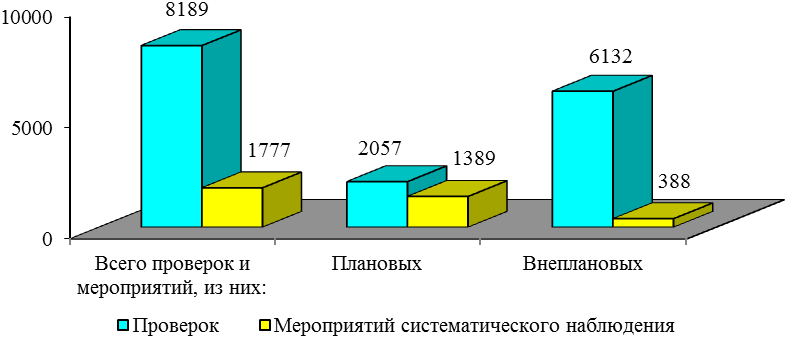 10000
5000
0
8189
1777
2057
1389
6132
388
Всего проверок и
мероприятий, из них:
Плановых
Внеплановых
Проверок
Мероприятий систематического наблюдения